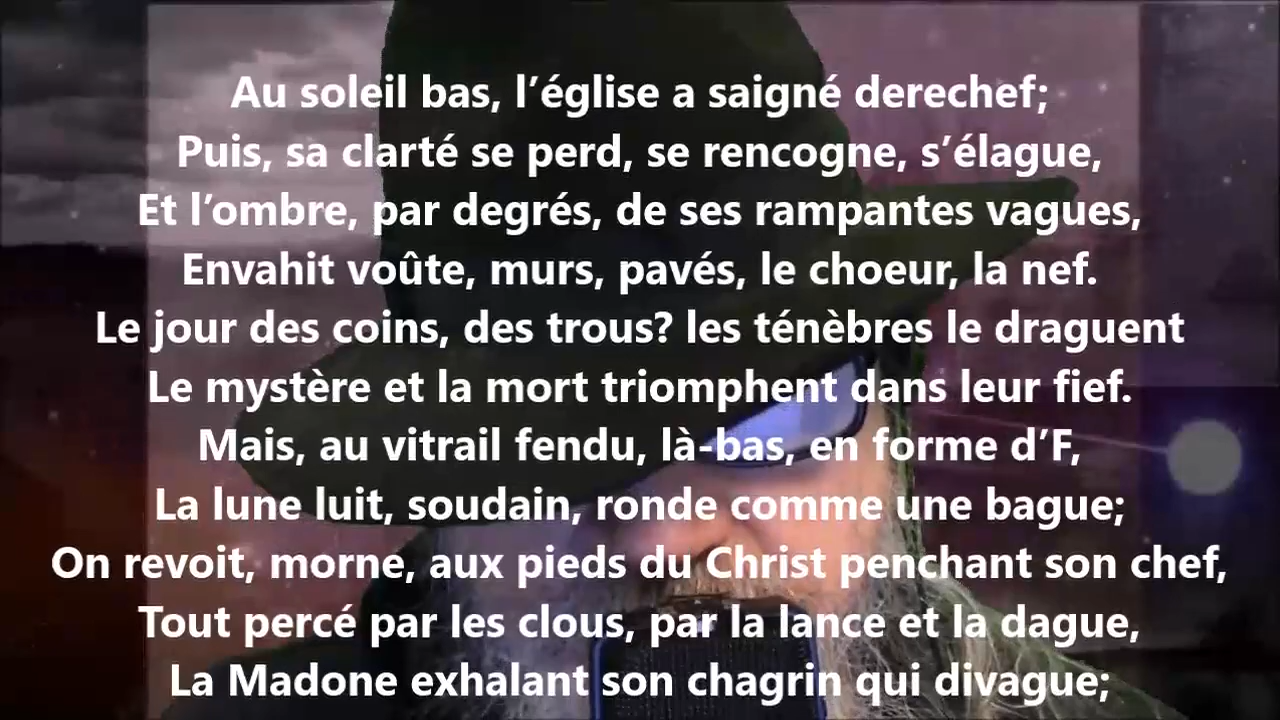 Au soleil bas, l’église a saigné derechef;
Puis, sa clarté se perd, se rencogne, s’élague,
Et l’ombre, par degrés, de ses rampantes vagues,
Envahit voûte, murs, pavés, le choeur, la nef.
Le jour des coins, des trous? les ténèbres le draguent
Le mystère et la mort triomphent dans leur fief.
Mais, au vitrail fendu, là-bas, en forme d’F,
La lune luit, soudain, ronde comme une bague;
On revoit, morne, aux pieds du Christ penchant son chef,
Tout percé par les clous, par la lance et la dague,
La Madone exhalant son chagrin qui divague;